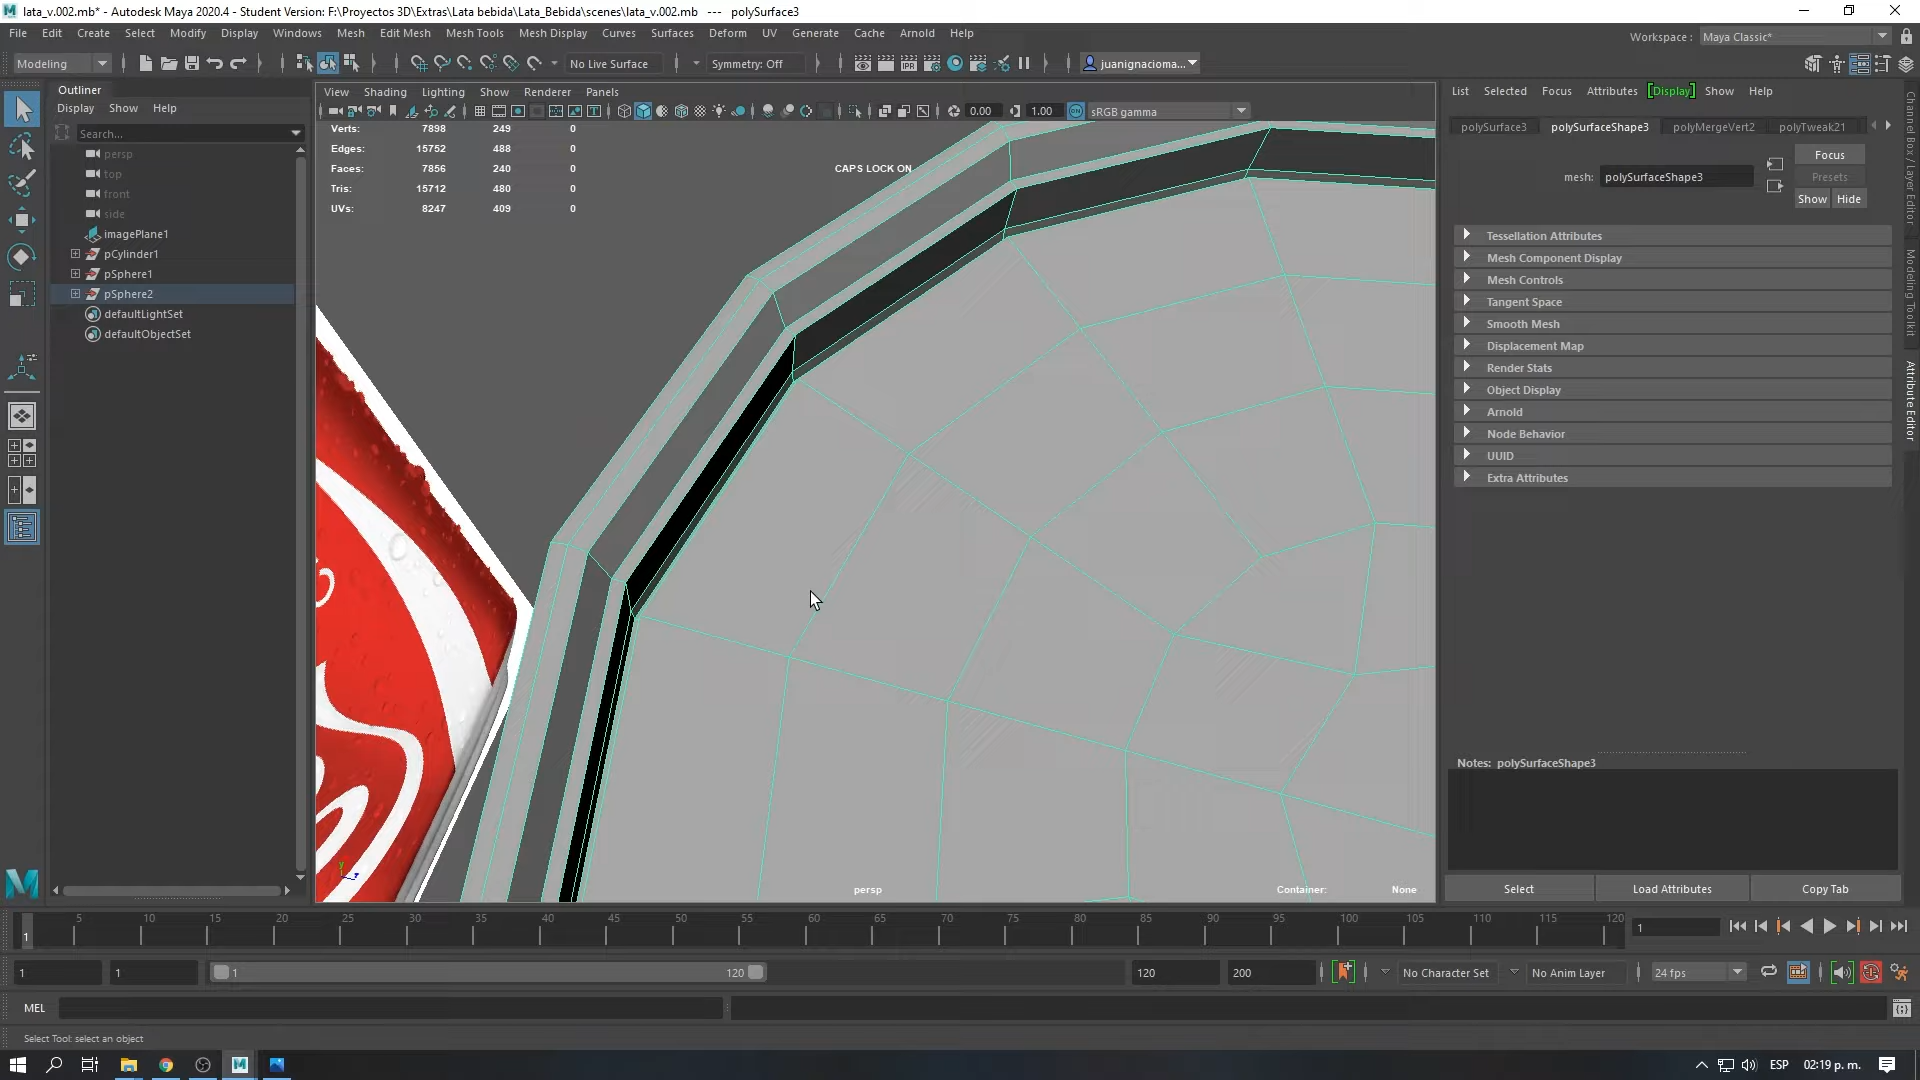 lata_v.002.mb* - Autodesk Maya 2020.4 - Student Version: F:\Proyectos 3D\Extras\Lata bebida\Lata_Bebida\scenes\lata_v.002.mb   ---   polySurface3
File Edit Create Select Modify Display Windows Mesh Edit Mesh Mesh Tools Mesh Display Curves Surfaces Deform UV Generate Cache Arnold Help
Workspace : Maya Classic*
Modeling No Live Surface Symmetry: Off juanignacioma...
Outliner
Display Show Help
Search...
persp
top
front
side
imagePlane1
pCylinder1
pSphere1
pSphere2
defaultLightSet
defaultObjectSet
View Shading Lighting Show Renderer Panels
0.00 1.00 sRGB gamma
Verts: 7898 249 0
Edges: 15752 488 0
Faces: 7856 240 0
Tris: 15712 480 0
UVs: 8247 409 0
CAPS LOCK ON
persp
Container: None
List Selected Focus Attributes [Display] Show Help
polySurface3 polySurfaceShape3 polyMergeVert2 polyTweak21
mesh: polySurfaceShape3
Focus
Presets
Show Hide
Tessellation Attributes
Mesh Component Display
Mesh Controls
Tangent Space
Smooth Mesh
Displacement Map
Render Stats
Object Display
Arnold
Node Behavior
UUID
Extra Attributes
Notes: polySurfaceShape3
Select Load Attributes Copy Tab
Channel Box / Layer Editor
Modeling Toolkit
Attribute Editor
1 5 10 15 20 25 30 35 40 45 50 55 60 65 70 75 80 85 90 95 100 105 110 115 120
1
1 1 1 120 120 200 No Character Set No Anim Layer 24 fps
MEL
Select Tool: select an object
ESP 02:19 p. m.